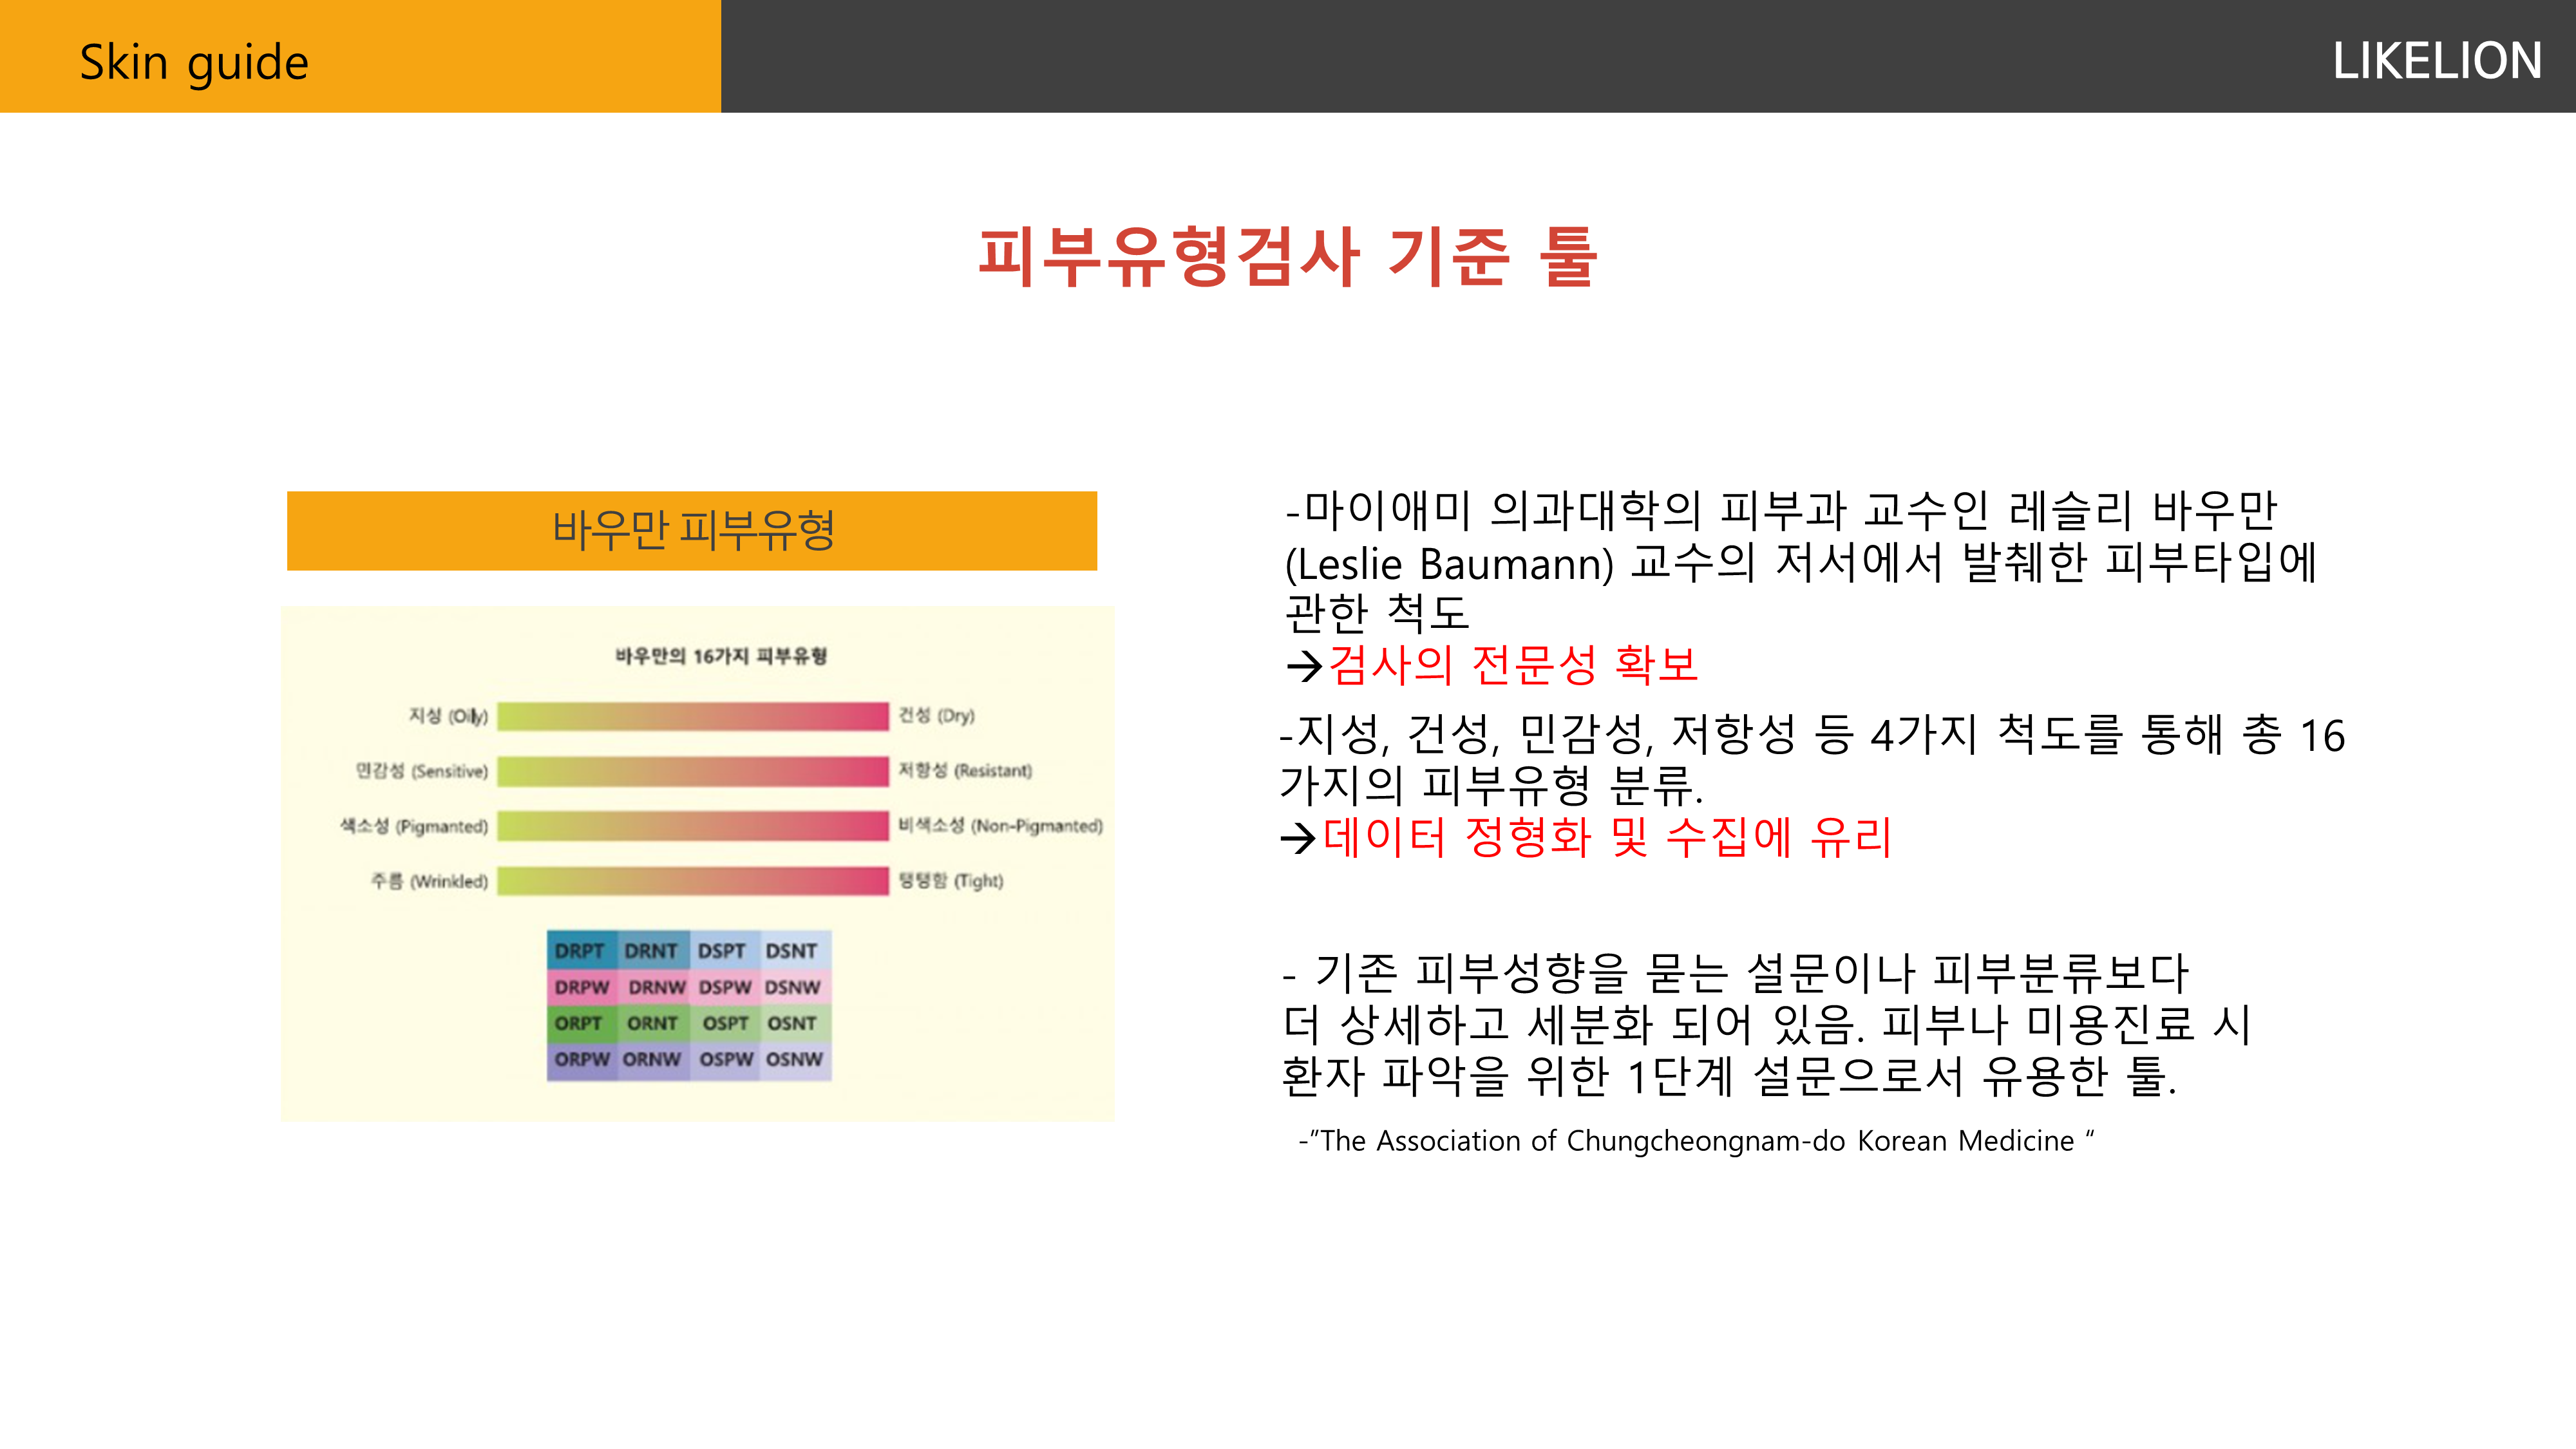 Skin guide
LIKELION
피부유형검사 기준 툴
바우만 피부유형
바우만의 16가지 피부유형
지성 (Oily)
건성 (Dry)
민감성 (Sensitive)
저항성 (Resistant)
색소성 (Pigmanted)
비색소성 (Non-Pigmanted)
주름 (Wrinkled)
탱탱함 (Tight)
DRPT DRNT DSPT DSNT
DRPW DRNW DSPW DSNW
ORPT ORNT OSPT OSNT
ORPW ORNW OSPW OSNW
-마이애미 의과대학의 피부과 교수인 레슬리 바우만
(Leslie Baumann) 교수의 저서에서 발췌한 피부타입에
관한 척도
→검사의 전문성 확보
-지성, 건성, 민감성, 저항성 등 4가지 척도를 통해 총 16
가지의 피부유형 분류.
→데이터 정형화 및 수집에 유리
- 기존 피부성향을 묻는 설문이나 피부분류보다
더 상세하고 세분화 되어 있음. 피부나 미용진료 시
환자 파악을 위한 1단계 설문으로서 유용한 툴.
-”The Association of Chungcheongnam-do Korean Medicine “